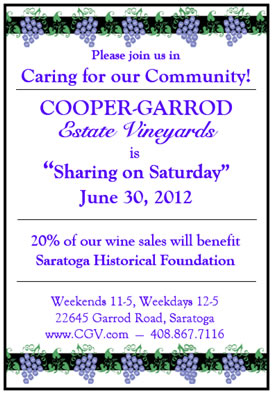 Please join us in
Caring for our Community!
COOPER-GARROD
Estate Vineyards
is
“Sharing on Saturday”
June 30, 2012
20% of our wine sales will benefit
Saratoga Historical Foundation
Weekends 11-5, Weekdays 12-5
22645 Garrod Road, Saratoga
www.CGV.com — 408.867.7116